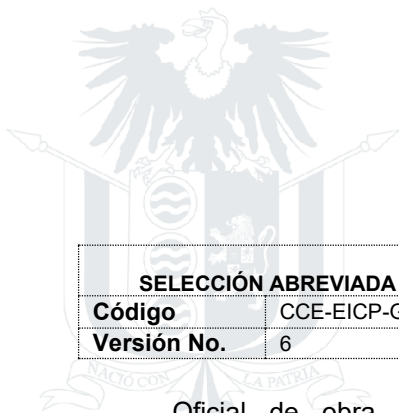 SELECCIÓN ABREVIADA
Código CCE-EICP-G
Versión No. 6
NACIÓ CON LA PATRIA
Oficial de obra